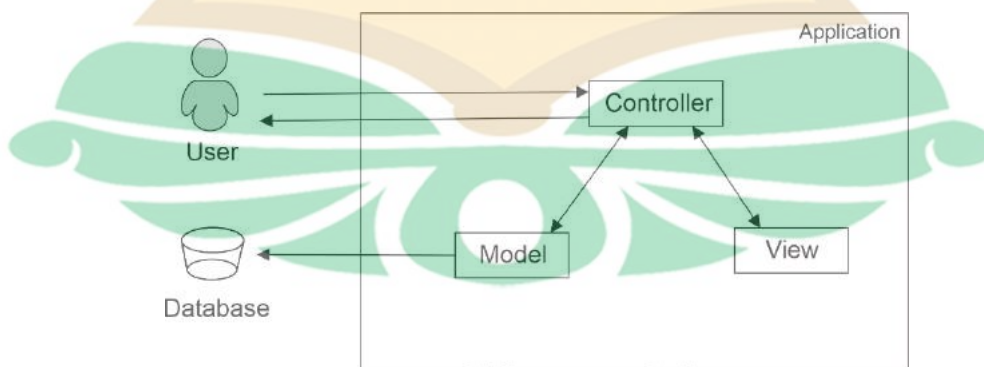 Application
Controller
User
Model
View
Database